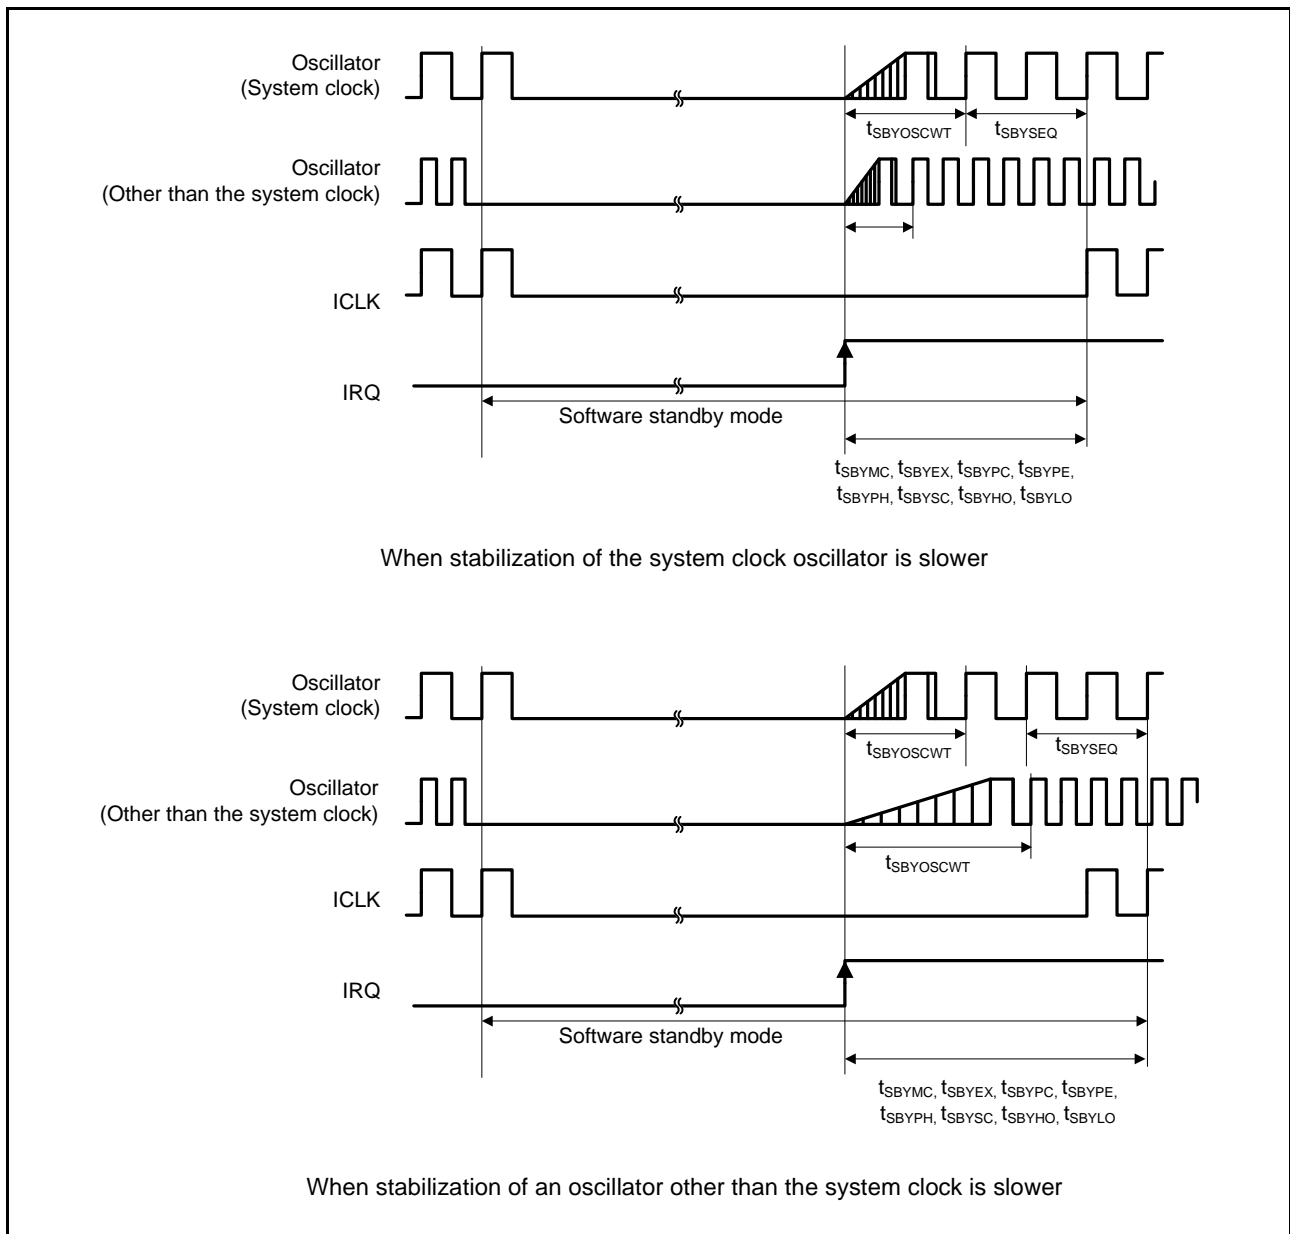 Oscillator
(System clock)
tSBYOSCWT
tSBYSEQ
Oscillator
(Other than the system clock)
ICLK
IRQ
Software standby mode
tSBYMC, tSBYEX, tSBYPC, tSBYPE,
tSBYPH, tSBYSC, tSBYHO, tSBYLO
When stabilization of the system clock oscillator is slower
Oscillator
(System clock)
tSBYOSCWT
tSBYSEQ
Oscillator
(Other than the system clock)
tSBYOSCWT
ICLK
IRQ
Software standby mode
tSBYMC, tSBYEX, tSBYPC, tSBYPE,
tSBYPH, tSBYSC, tSBYHO, tSBYLO
When stabilization of an oscillator other than the system clock is slower